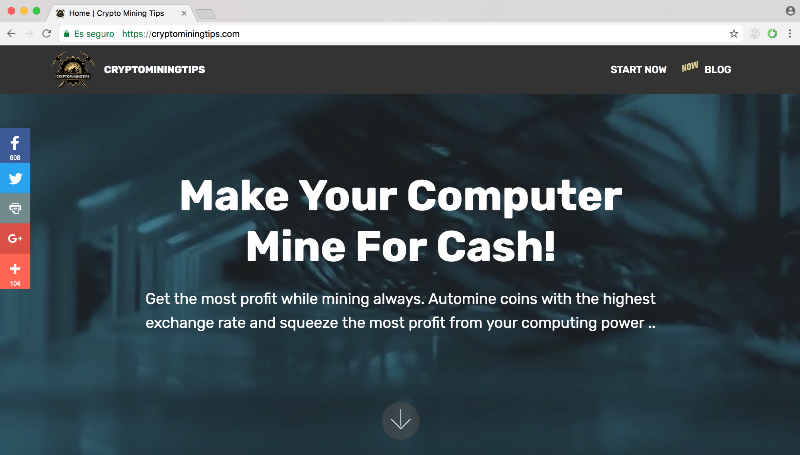 Home | Crypto Mining Tips
Es seguro | https://cryptominingtips.com
CRYPTOMININGTIPS
CRYPTOMININGTIPS
START NOW
NOW
BLOG
608
G+
104
Make Your Computer
Mine For Cash!
Get the most profit while mining always. Automine coins with the highest
exchange rate and squeeze the most profit from your computing power ..